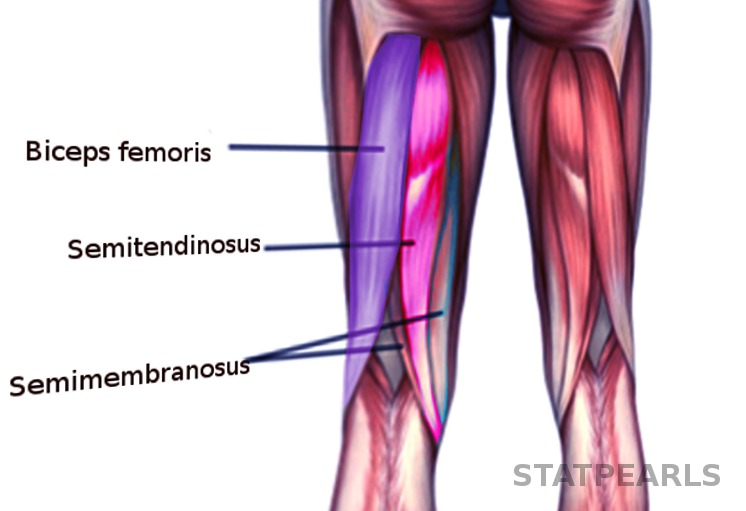 Biceps femoris
Semitendinosus
Semimembranosus
STATPEARLS